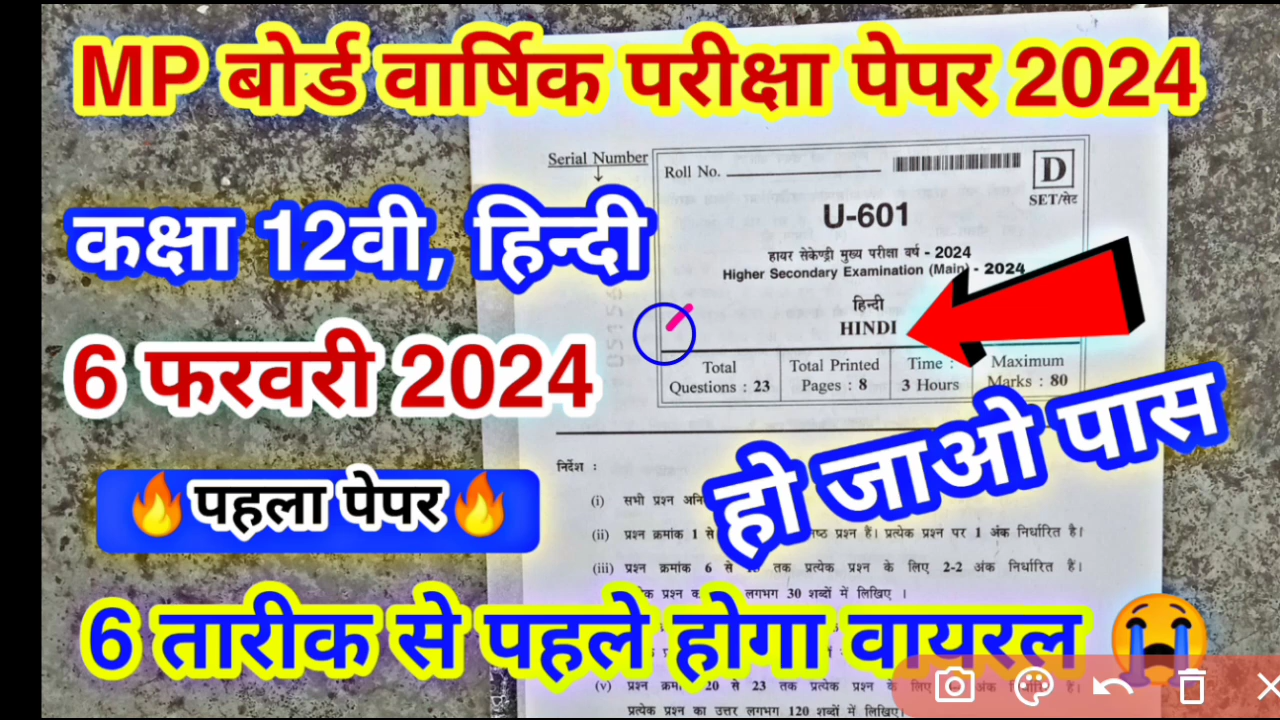 MP बोर्ड वार्षिक परीक्षा पेपर 2024
Serial Number
Roll No.
D
SET/सेट
U-601
कक्षा 12वी, हिन्दी
हायर सेकेण्ड्री मुख्य परीक्षा वर्ष - 2024
Higher Secondary Examination (Main) - 2024
हिन्दी
HINDI
6 फरवरी 2024
Total Questions : 23
Total Printed Pages : 8
Time : 3 Hours
Maximum Marks : 80
हो जाओ पास
🔥पहला पेपर🔥
निर्देश :
(i) सभी प्रश्न
(ii) प्रश्न क्रमांक 1 से हैं। प्रत्येक प्रश्न पर 1 अंक निर्धारित है।
(iii) प्रश्न क्रमांक 6 से तक प्रत्येक प्रश्न के लिए 2-2 अंक निर्धारित हैं।
प्रश्न लगभग 30 शब्दों में लिखिए ।
6 तारीक से पहले होगा वायरल 😭
(v) प्रश्न 20 से 23 तक प्रत्येक प्रश्न के अंक हैं।
प्रत्येक प्रश्न का उत्तर लगभग 120 शब्दों में लिखिए।